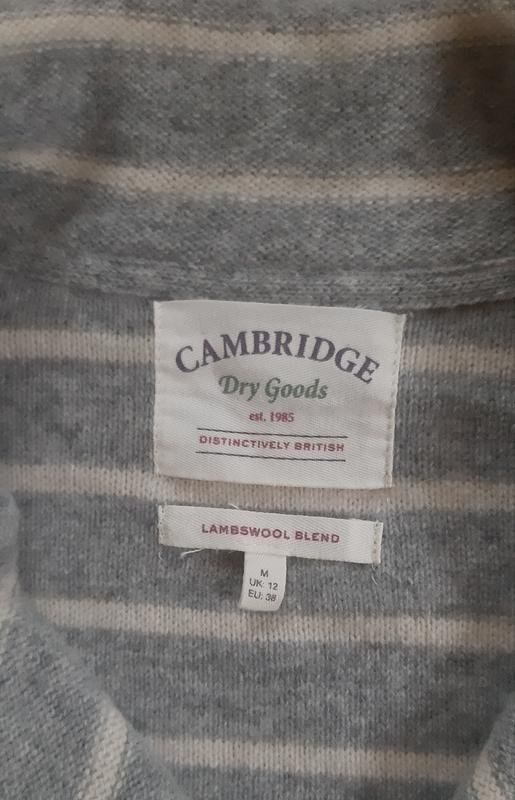 CAMBRIDGE
Dry Goods
est. 1985
DISTINCTIVELY BRITISH
LAMBSWOOL BLEND
M
UK: 12
EU: 38